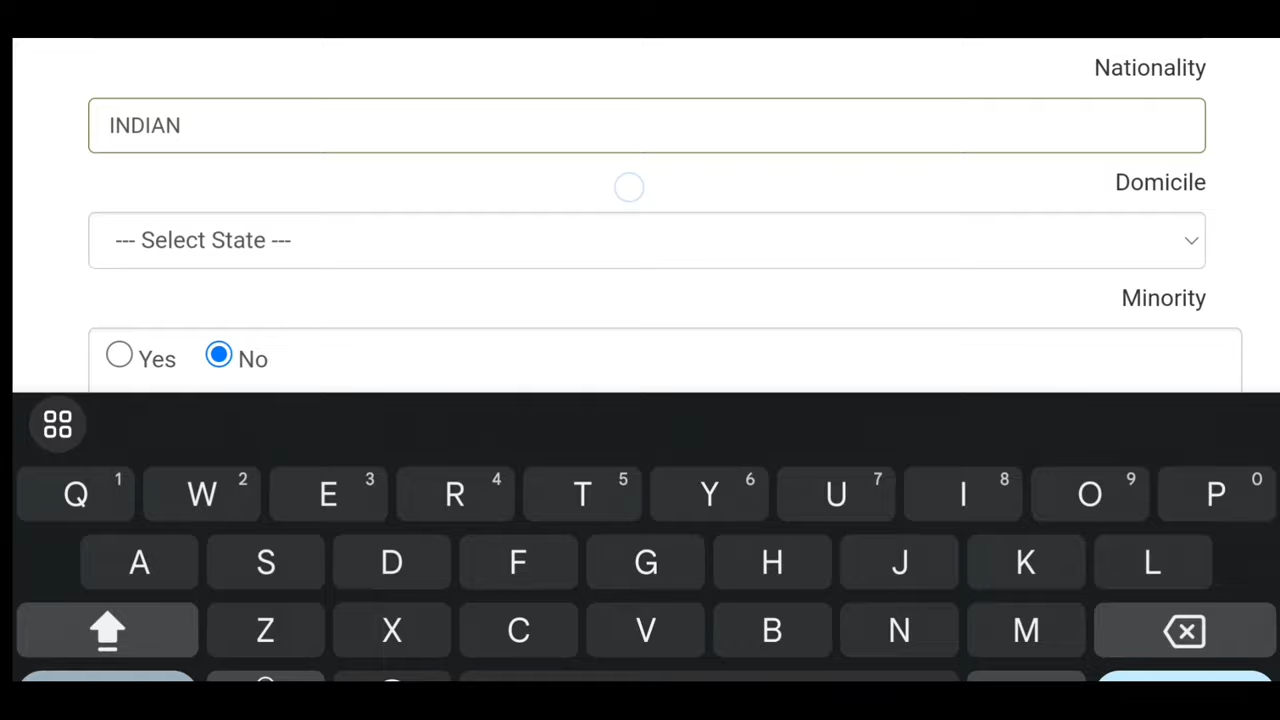 Nationality
INDIAN
Domicile
--- Select State ---
Minority
Yes No
Q 1 W 2 E 3 R 4 T 5 Y 6 U 7 I 8 O 9 P 0
A S D F G H J K L
Z X C V B N M